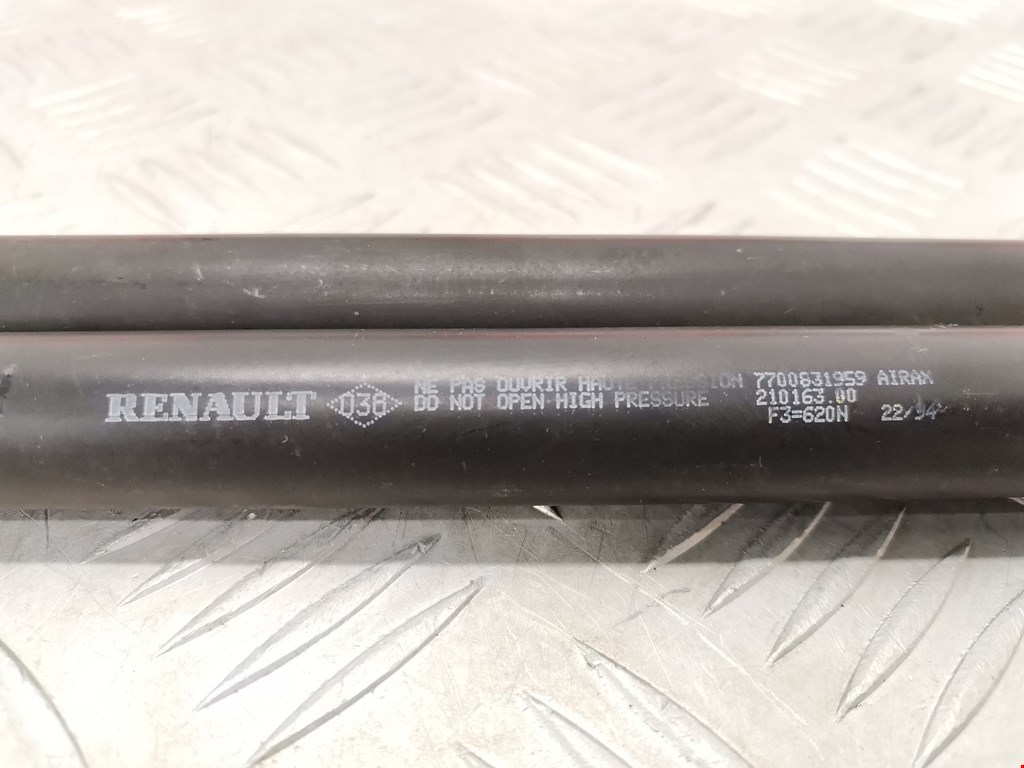 RENAULT 038
NE PAS OUVRIR HAUTE PRESSION 7700831959 AIRAX
DO NOT OPEN HIGH PRESSURE 210163.00
F3=620N 22/94